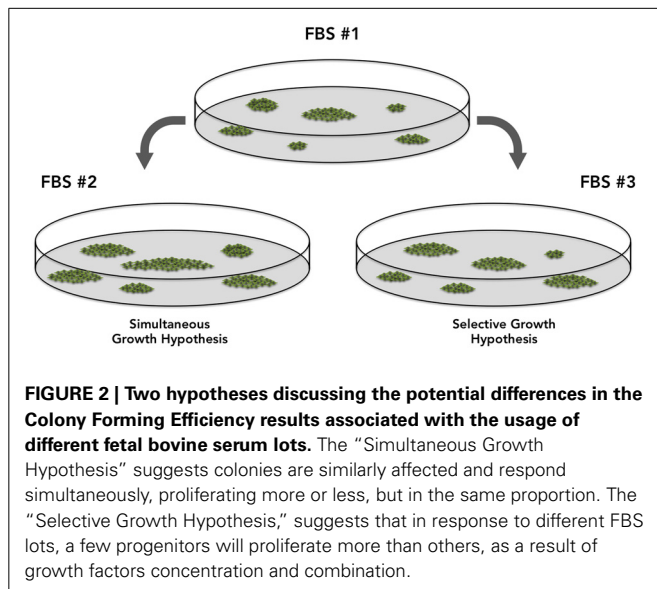 FBS #1
FBS #2
FBS #3
Simultaneous
Growth Hypothesis
Selective Growth
Hypothesis
FIGURE 2 | Two hypotheses discussing the potential differences in the
Colony Forming Efficiency results associated with the usage of
different fetal bovine serum lots. The “Simultaneous Growth
Hypothesis” suggests colonies are similarly affected and respond
simultaneously, proliferating more or less, but in the same proportion. The
“Selective Growth Hypothesis,” suggests that in response to different FBS
lots, a few progenitors will proliferate more than others, as a result of
growth factors concentration and combination.